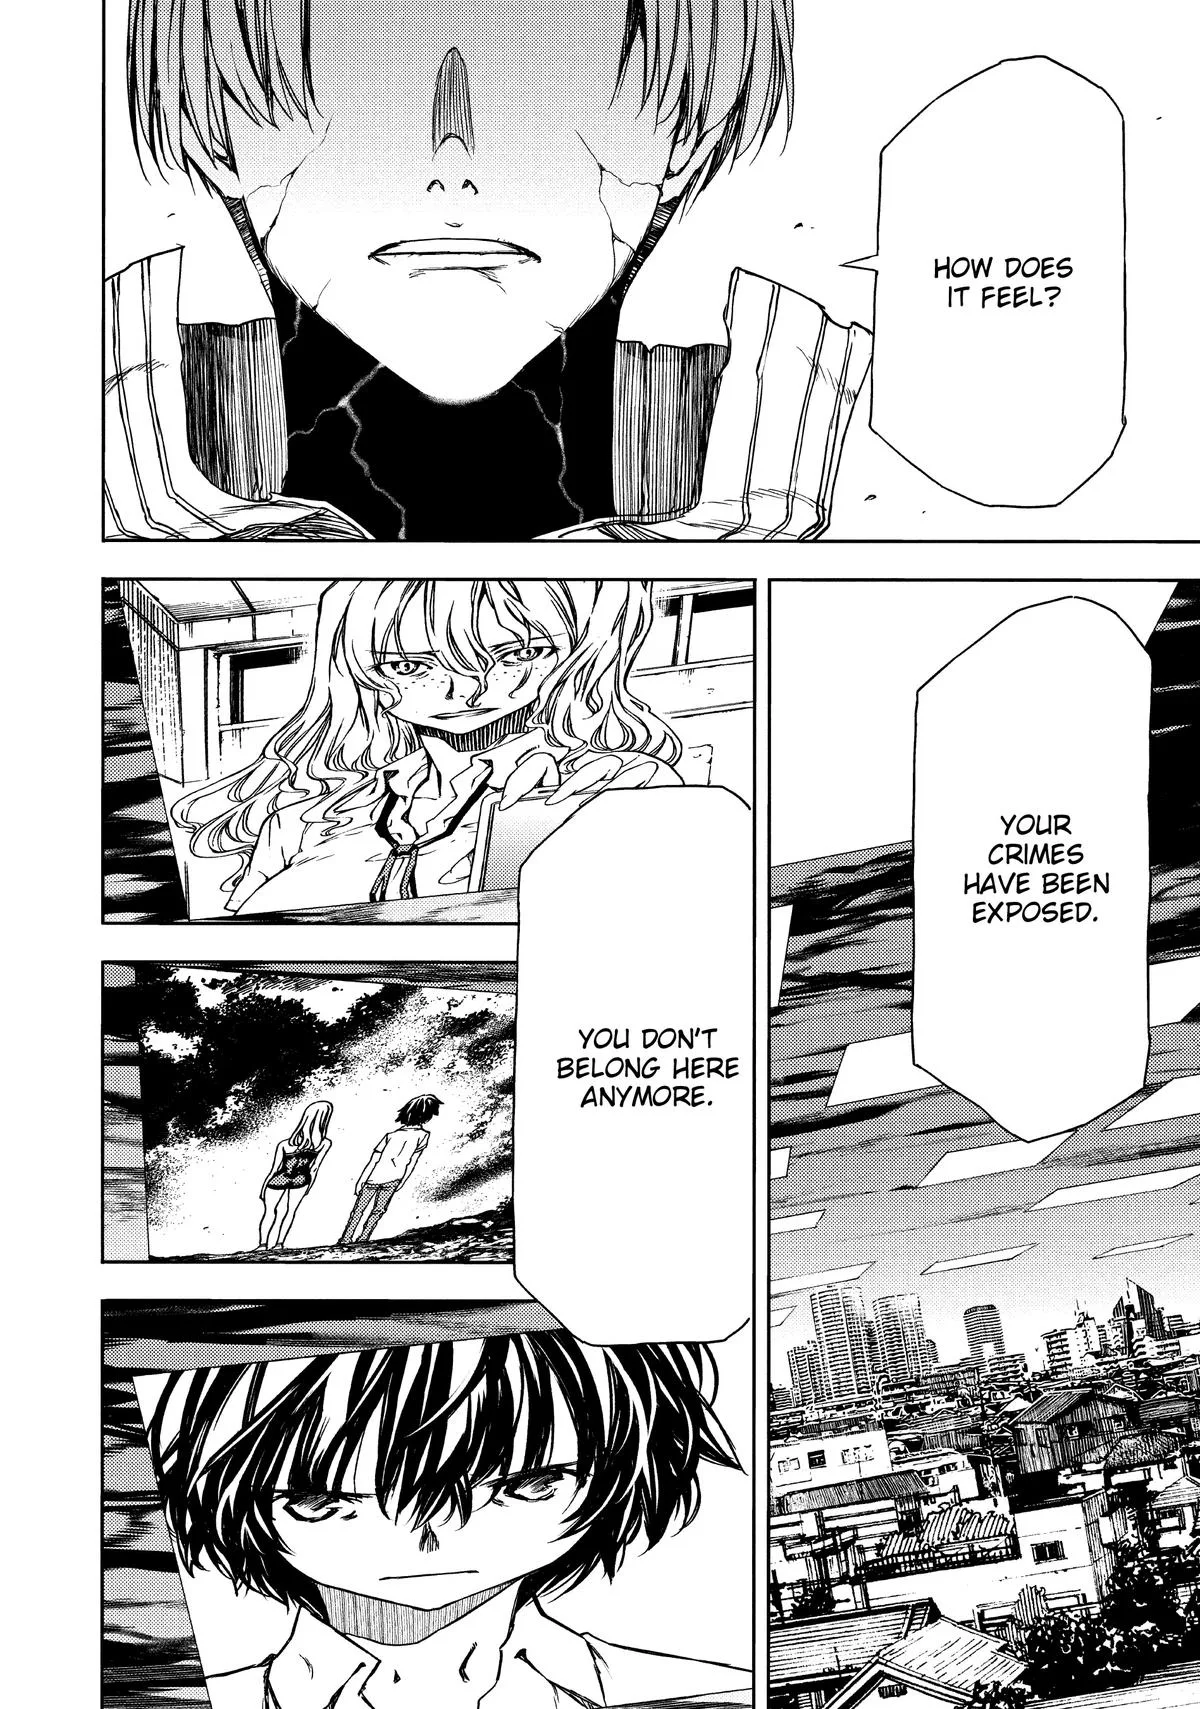 HOW DOES
IT FEEL?
YOUR
CRIMES
HAVE BEEN
EXPOSED.
YOU DON'T
BELONG HERE
ANYMORE.